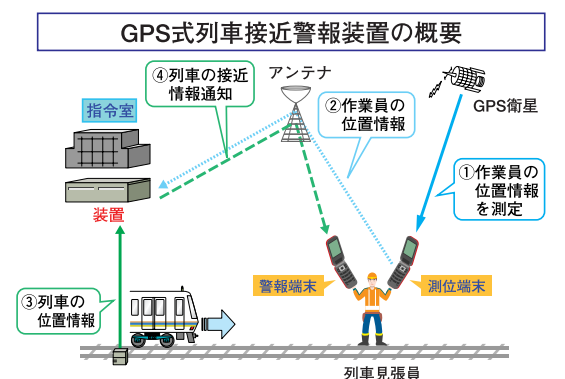 GPS式列車接近警報装置の概要
④列車の接近
情報通知
アンテナ
②作業員の
位置情報
GPS衛星
指令室
①作業員の
位置情報
を測定
装置
警報端末
測位端末
③列車の
位置情報
列車見張員